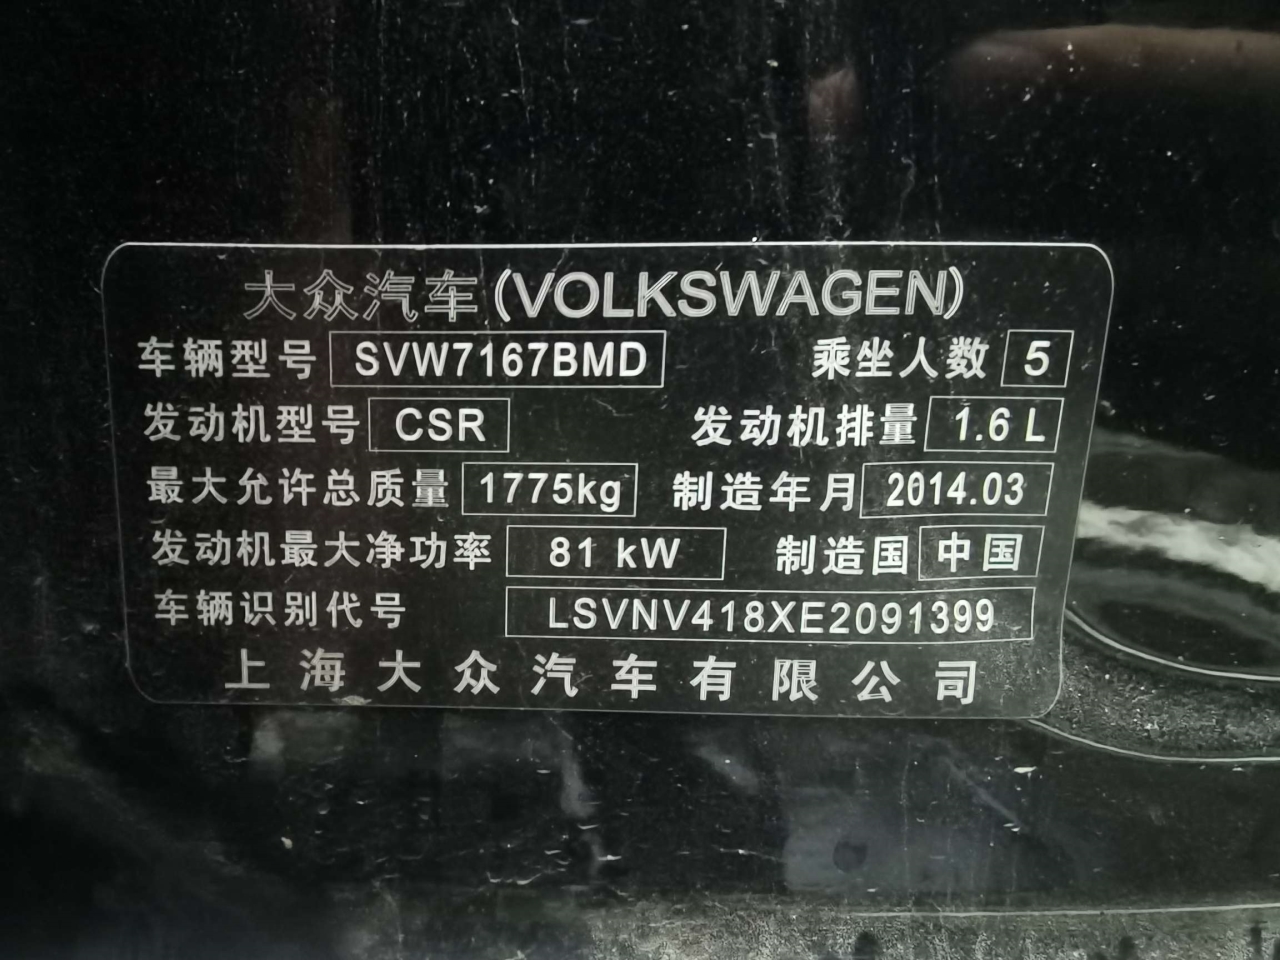 大众汽车(VOLKSWAGEN)
车辆型号 SVW7167BMD 乘坐人数 5
发动机型号 CSR 发动机排量 1.6 L
最大允许总质量 1775kg 制造年月 2014.03
发动机最大净功率 81 kW 制造国 中国
车辆识别代号 LSVNV418XE2091399
上海大众汽车有限公司